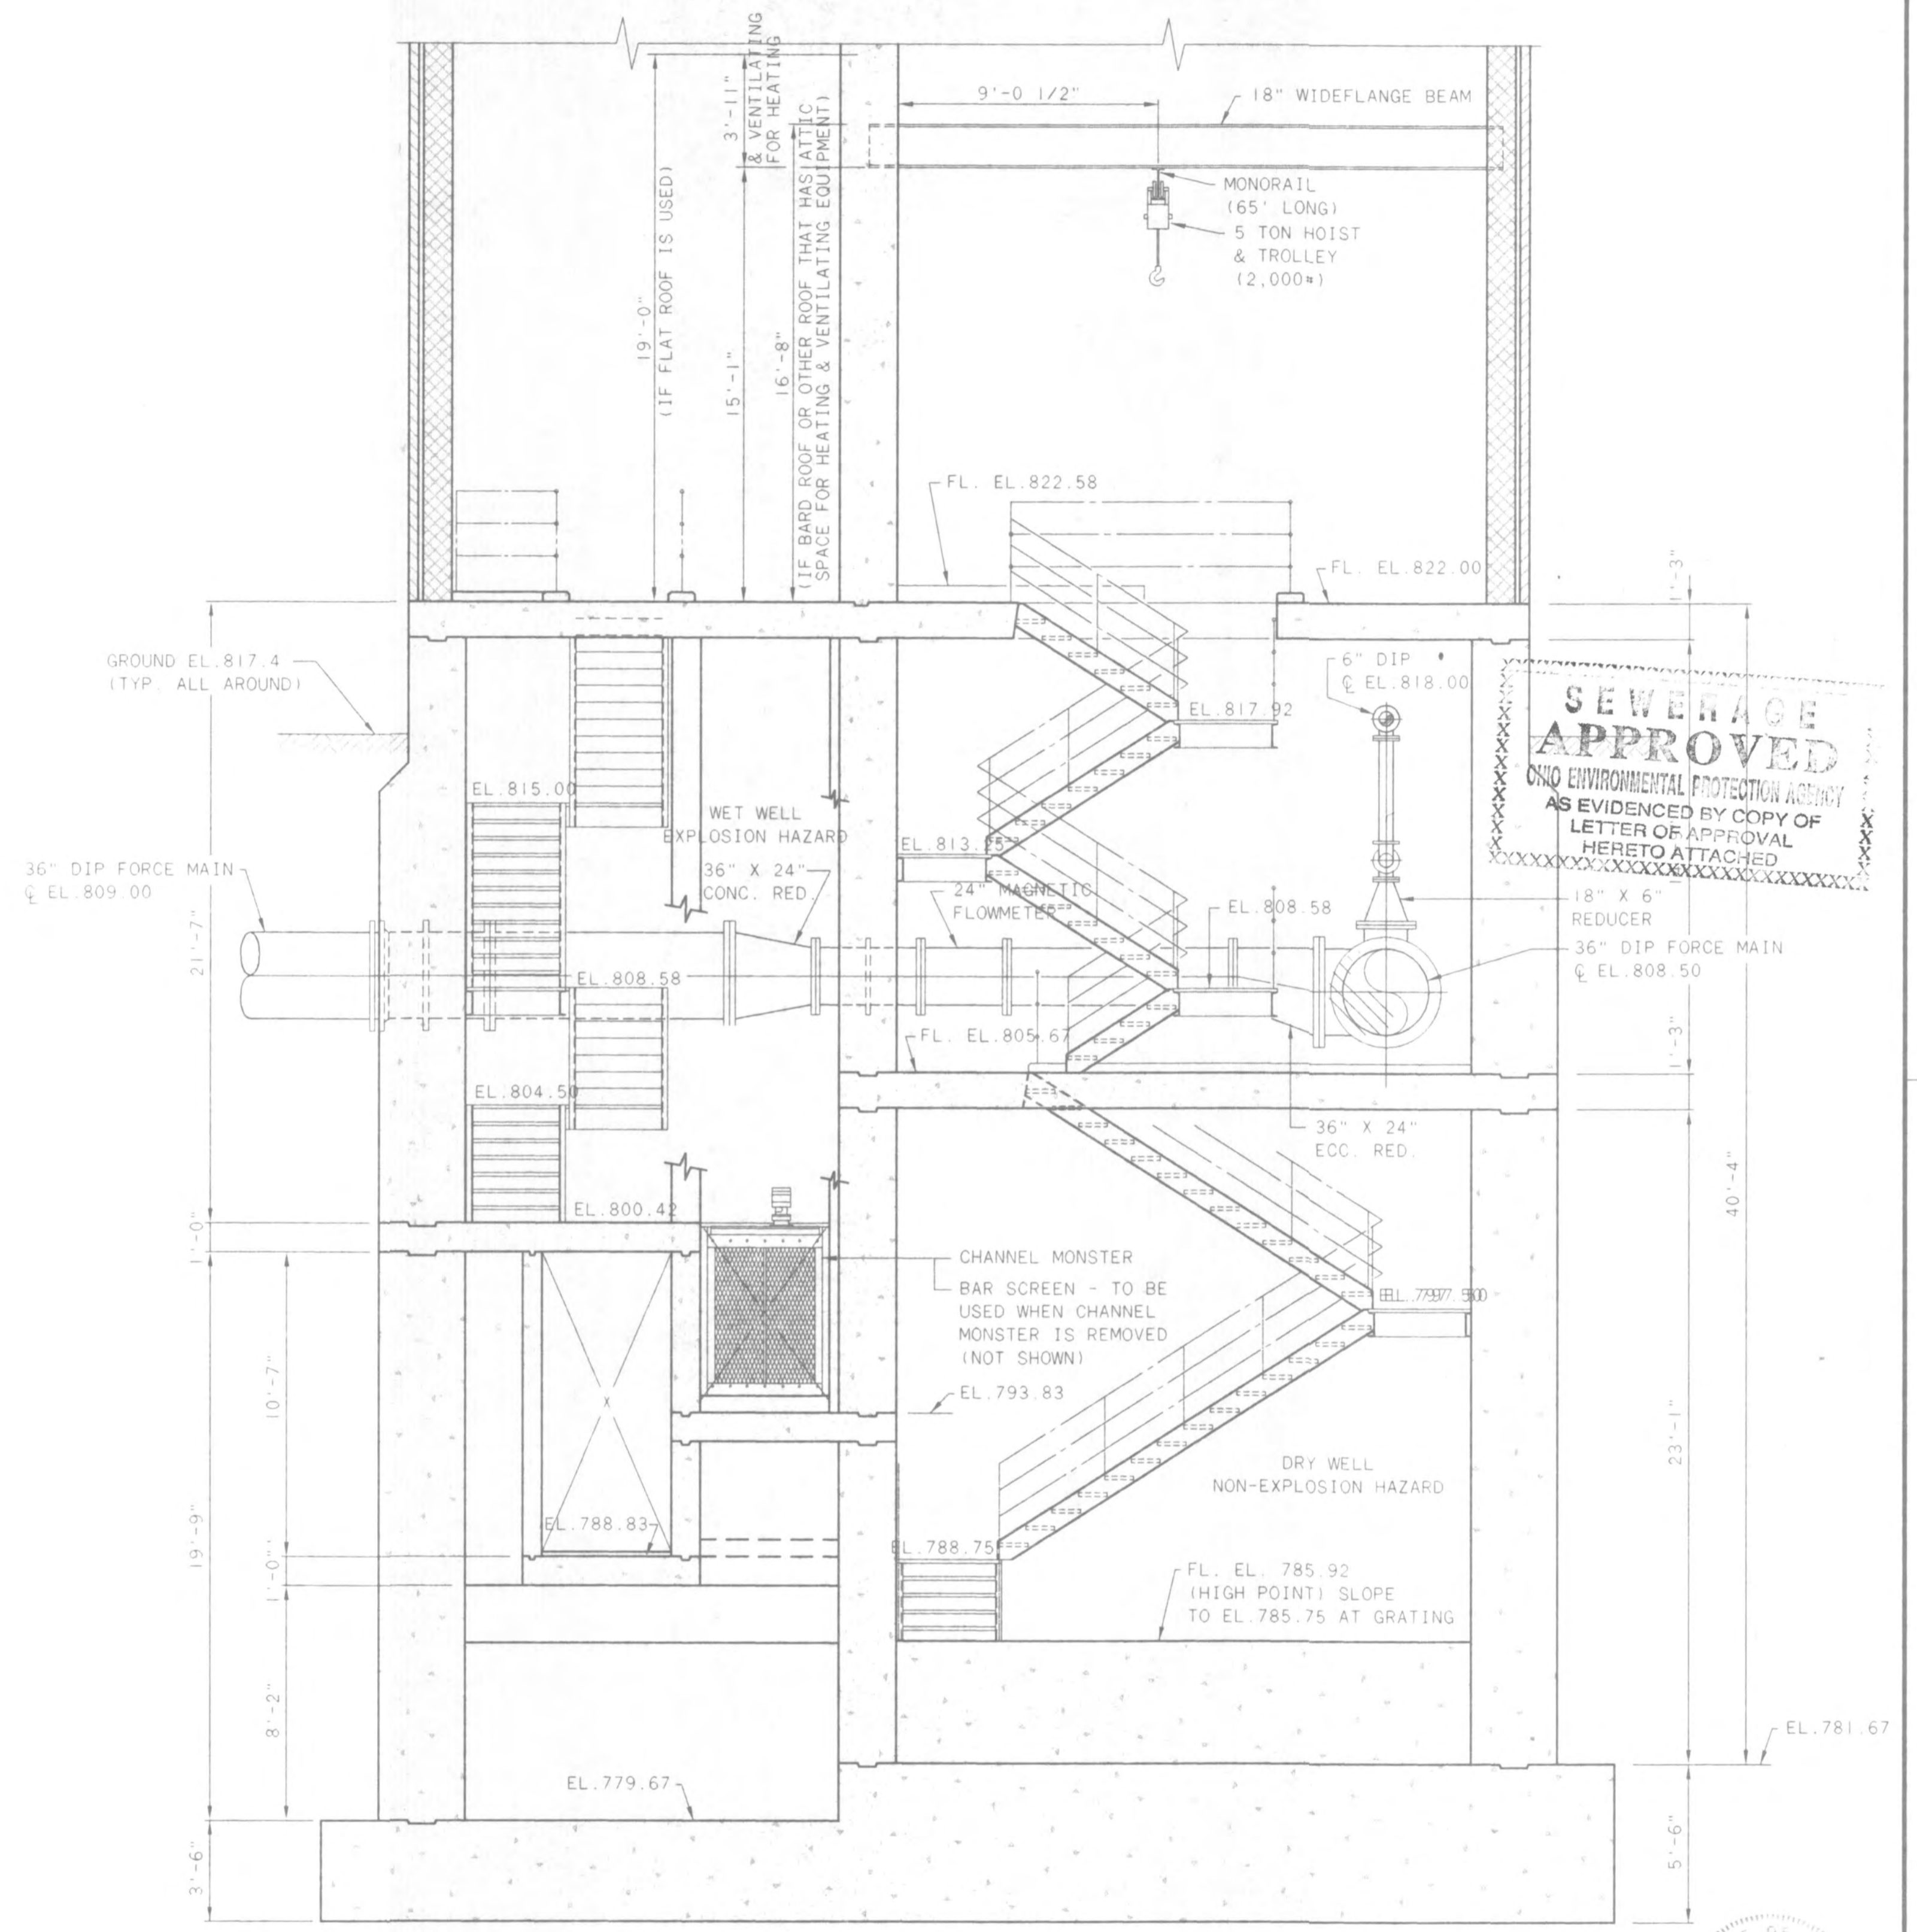 3'-11"
& VENTILATING
FOR HEATING
9'-0 1/2"
18" WIDEFLANGE BEAM
MONORAIL
(65' LONG)
5 TON HOIST
& TROLLEY
(2,000#)
19'-0"
(IF FLAT ROOF IS USED)
15'-1"
16'-8"
(IF BARD ROOF OR OTHER ROOF THAT HAS ATTIC
SPACE FOR HEATING & VENTILATING EQUIPMENT)
FL. EL.822.58
FL. EL.822.00
1'-3"
GROUND EL.817.4
(TYP. ALL AROUND)
6" DIP
℄ EL.818.00
EL.817.92
SEWERAGE
APPROVED
OHIO ENVIRONMENTAL PROTECTION AGENCY
AS EVIDENCED BY COPY OF
LETTER OF APPROVAL
HERETO ATTACHED
EL.815.00
WET WELL
EXPLOSION HAZARD
EL.813.25
36" DIP FORCE MAIN
℄ EL.809.00
36" X 24"
CONC. RED.
24" MAGNETIC
FLOWMETER
EL.808.58
18" X 6"
REDUCER
36" DIP FORCE MAIN
℄ EL.808.50
21'-7"
EL.808.58
FL. EL.805.67
1'-3"
EL.804.50
36" X 24"
ECC. RED.
40'-4"
EL.800.42
1'-0"
CHANNEL MONSTER
BAR SCREEN - TO BE
USED WHEN CHANNEL
MONSTER IS REMOVED
(NOT SHOWN)
10'-7"
EL.793.83
23'-1"
DRY WELL
NON-EXPLOSION HAZARD
19'-9"
EL.788.83
EL.788.75
1'-0"
FL. EL. 785.92
(HIGH POINT) SLOPE
TO EL.785.75 AT GRATING
8'-2"
EL.781.67
EL.779.67
3'-6"
5'-6"